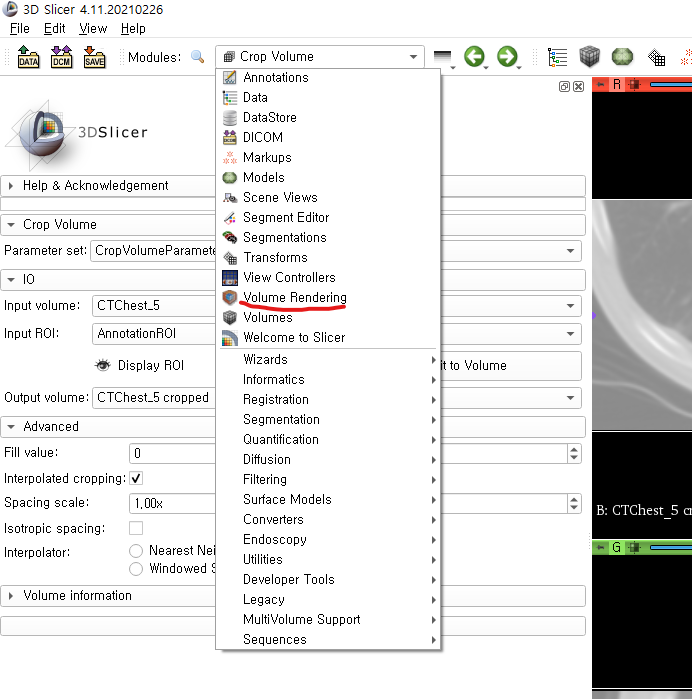 3D Slicer 4.11.20210226
File Edit View Help
DATA DCM SAVE Modules: Crop Volume
Annotations
Data
DataStore
DICOM
Markups
Models
Scene Views
Segment Editor
Segmentations
Transforms
View Controllers
Volume Rendering
Volumes
Welcome to Slicer
Wizards
Informatics
Registration
Segmentation
Quantification
Diffusion
Filtering
Surface Models
Converters
Endoscopy
Utilities
Developer Tools
Legacy
MultiVolume Support
Sequences
3DSlicer
Help & Acknowledgement
Crop Volume
Parameter set: CropVolumeParamete
IO
Input volume: CTChest_5
Input ROI: AnnotationROI
Display ROI
it to Volume
Output volume: CTChest_5 cropped
Advanced
Fill value: 0
Interpolated cropping:
Spacing scale: 1.00x
Isotropic spacing:
Interpolator: Nearest Nei
Windowed S
Volume information
R
B: CTChest_5 cr
G